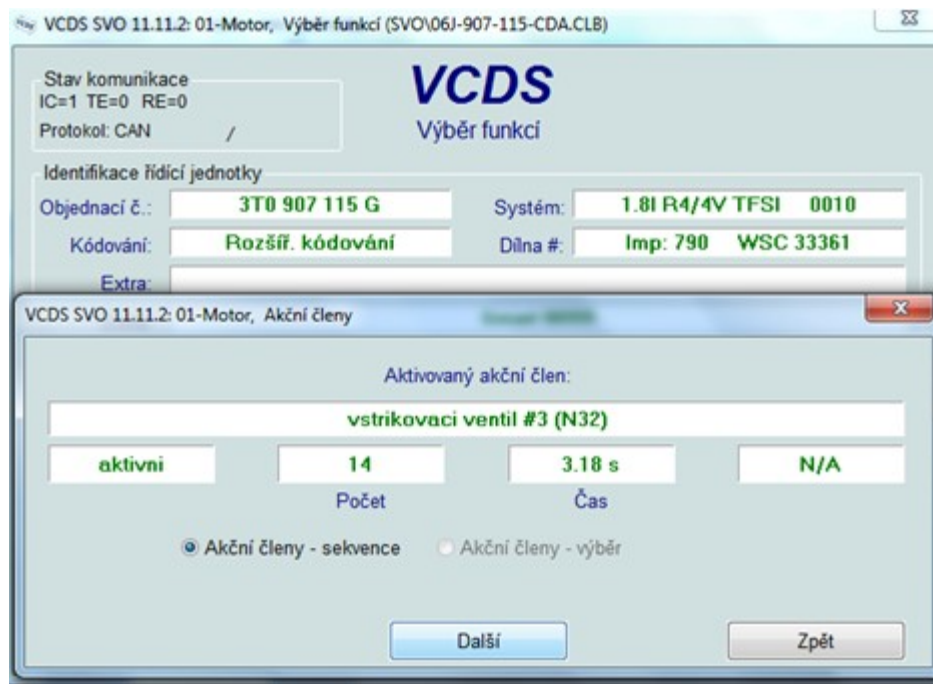 VCDS SVO 11.11.2: 01-Motor, Výběr funkcí (SVO\06J-907-115-CDA.CLB)
Stav komunikace
IC=1 TE=0 RE=0
Protokol: CAN /
VCDS
Výběr funkcí
Identifikace řídící jednotky
Objednací č.: 3T0 907 115 G Systém: 1.8l R4/4V TFSI 0010
Kódování: Rozšíř. kódování Dílna #: Imp: 790 WSC 33361
Extra:
VCDS SVO 11.11.2: 01-Motor, Akční členy
Aktivovaný akční člen:
vstrikovaci ventil #3 (N32)
aktivni 14 3.18 s N/A
Počet Čas
Akční členy - sekvence Akční členy - výběr
Další Zpět